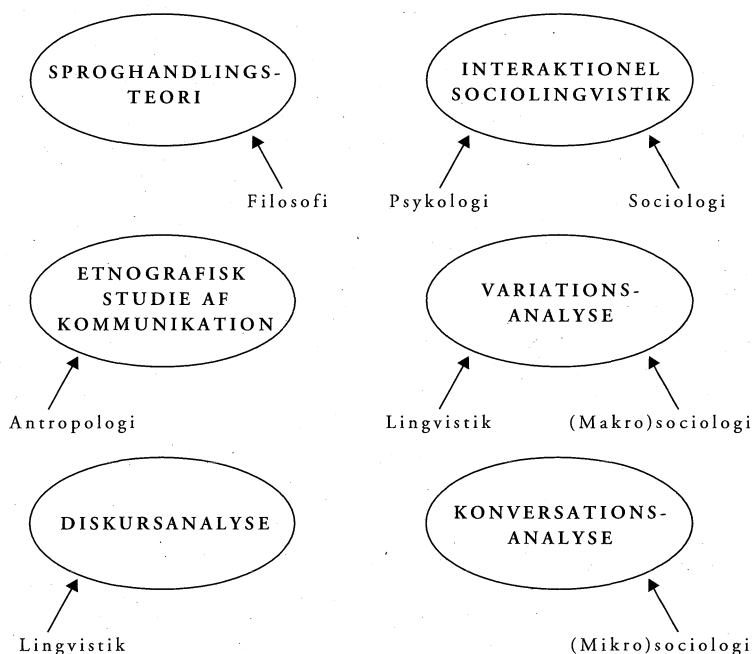 SPROGHANDLINGS-
TEORI
Filosofi
INTERAKTIONEL
SOCIOLINGVISTIK
Psykologi
Sociologi
ETNOGRAFISK
STUDIE AF
KOMMUNIKATION
Antropologi
VARIATIONS-
ANALYSE
Lingvistik
(Makro)sociologi
DISKURSANALYSE
Lingvistik
KONVERSATIONS-
ANALYSE
(Mikro)sociologi